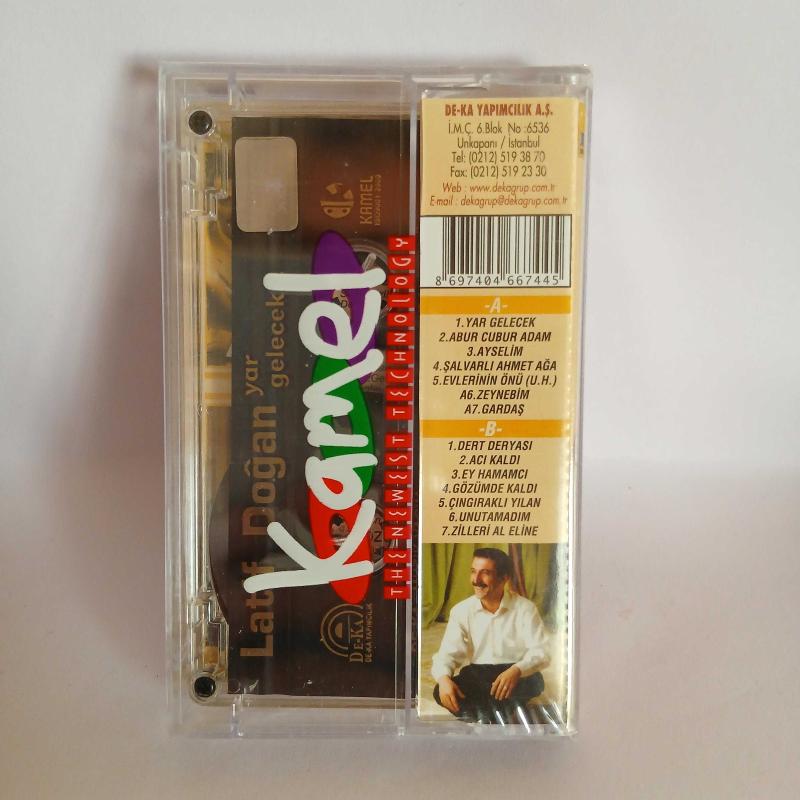 DE-KA YAPIMCILIK A.Ş.
İ.M.Ç. 6.Blok No :6536
Unkapanı / İstanbul
Tel: (0212) 519 38 70
Fax: (0212) 519 23 30
Web : www.dekagrup.com.tr
E-mail : dekagrup@dekagrup.com.tr
8 697404 667445
-A-
1.YAR GELECEK
2.ABUR CUBUR ADAM
3.AYSELİM
4.ŞALVARLI AHMET AĞA
5.EVLERİNİN ÖNÜ (U.H.)
A6.ZEYNEBİM
A7.GARDAŞ
-B-
1.DERT DERYASI
2.ACI KALDI
3.EY HAMAMCI
4.GÖZÜMDE KALDI
5.ÇINGIRAKLI YILAN
6.UNUTAMADIM
7.ZİLLERİ AL ELİNE
Latif Doğan
yar
gelecek
Kamel
THE NEWEST TECHNOLOGY
KAMEL
DE-KA
DE-KA YAPIMCILIK